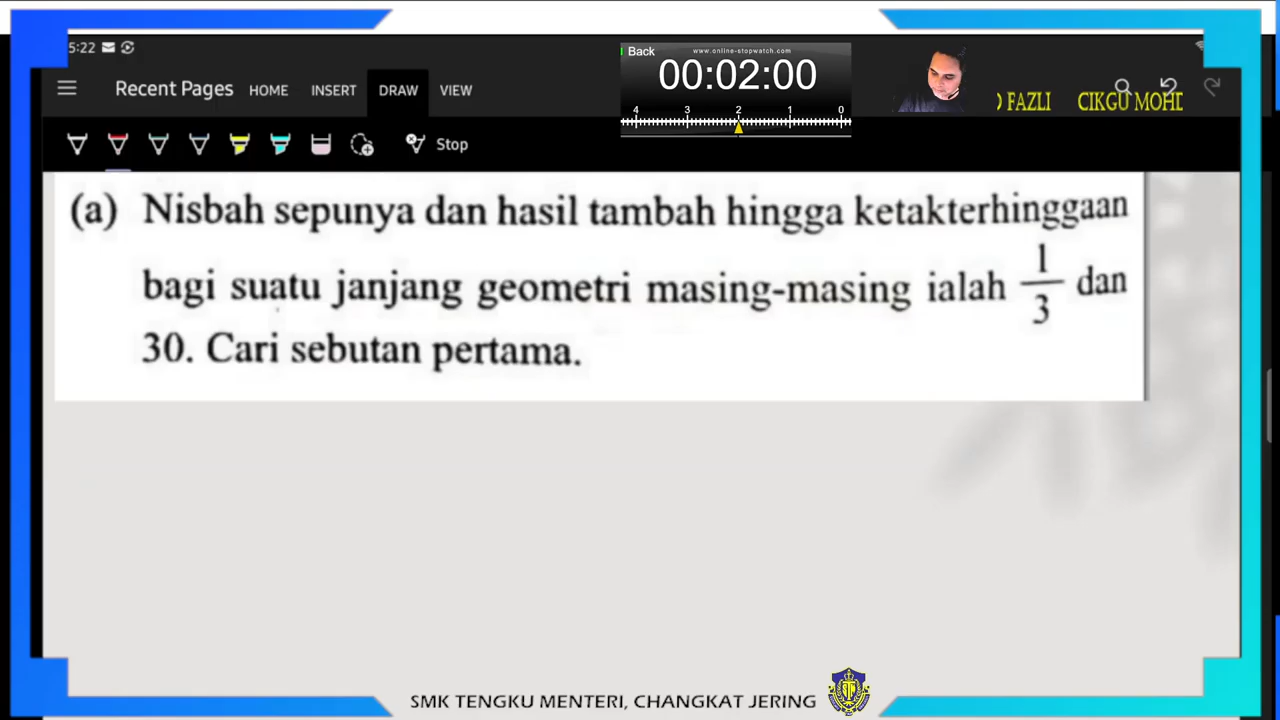 5:22
Back
www.online-stopwatch.com
00:02:00
4 3 2 1 0
Recent Pages HOME INSERT DRAW VIEW
FAZLI CIKGU MOHD
Stop
(a) Nisbah sepunya dan hasil tambah hingga ketakterhinggaan
bagi suatu janjang geometri masing-masing ialah 1/3 dan
30. Cari sebutan pertama.
SMK TENGKU MENTERI, CHANGKAT JERING